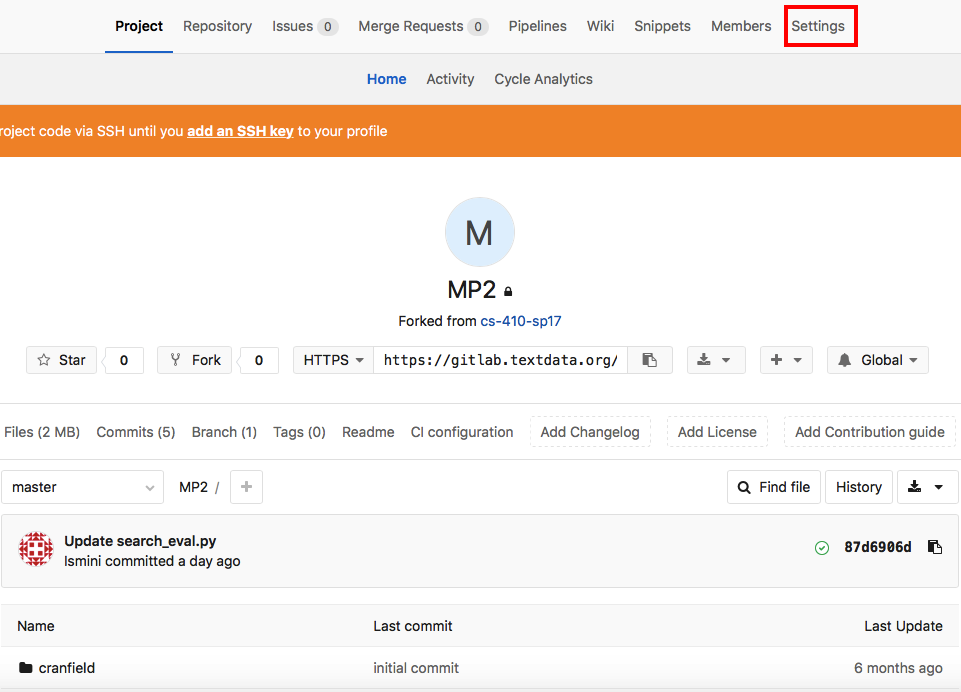 Project Repository Issues 0 Merge Requests 0 Pipelines Wiki Snippets Members Settings
Home Activity Cycle Analytics
roject code via SSH until you add an SSH key to your profile
M
MP2
Forked from cs-410-sp17
Star 0 Fork 0 HTTPS https://gitlab.textdata.org/ Global
Files (2 MB) Commits (5) Branch (1) Tags (0) Readme CI configuration Add Changelog Add License Add Contribution guide
master MP2 / + Find file History
Update search_eval.py
Ismini committed a day ago 87d6906d
Name Last commit Last Update
cranfield initial commit 6 months ago